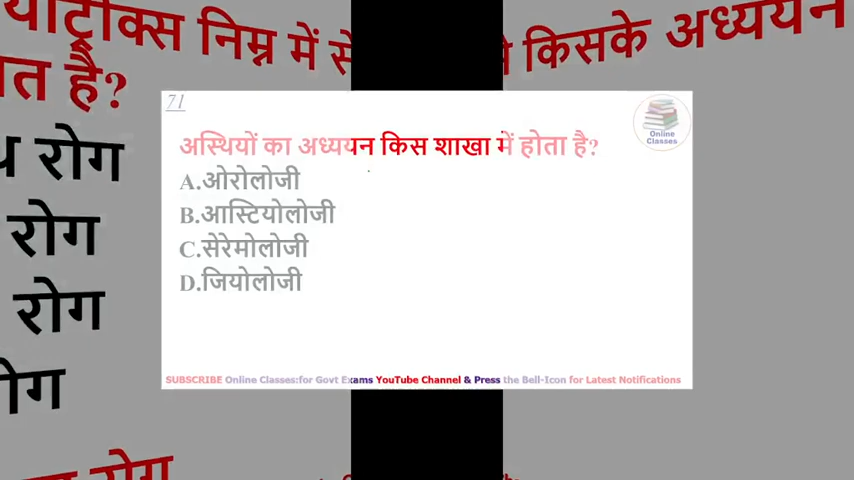 याट्रीक्स निम्न में से किसके अध्ययन
है?
रोग
रोग
रोग
71
Online
Classes
अस्थियों का अध्ययन किस शाखा में होता है?
A.ओरोलोजी
B.आस्टियोलोजी
C.सेरेमोलोजी
D.जियोलोजी
SUBSCRIBE Online Classes:for Govt Exams YouTube Channel & Press the Bell-Icon for Latest Notifications
रोग